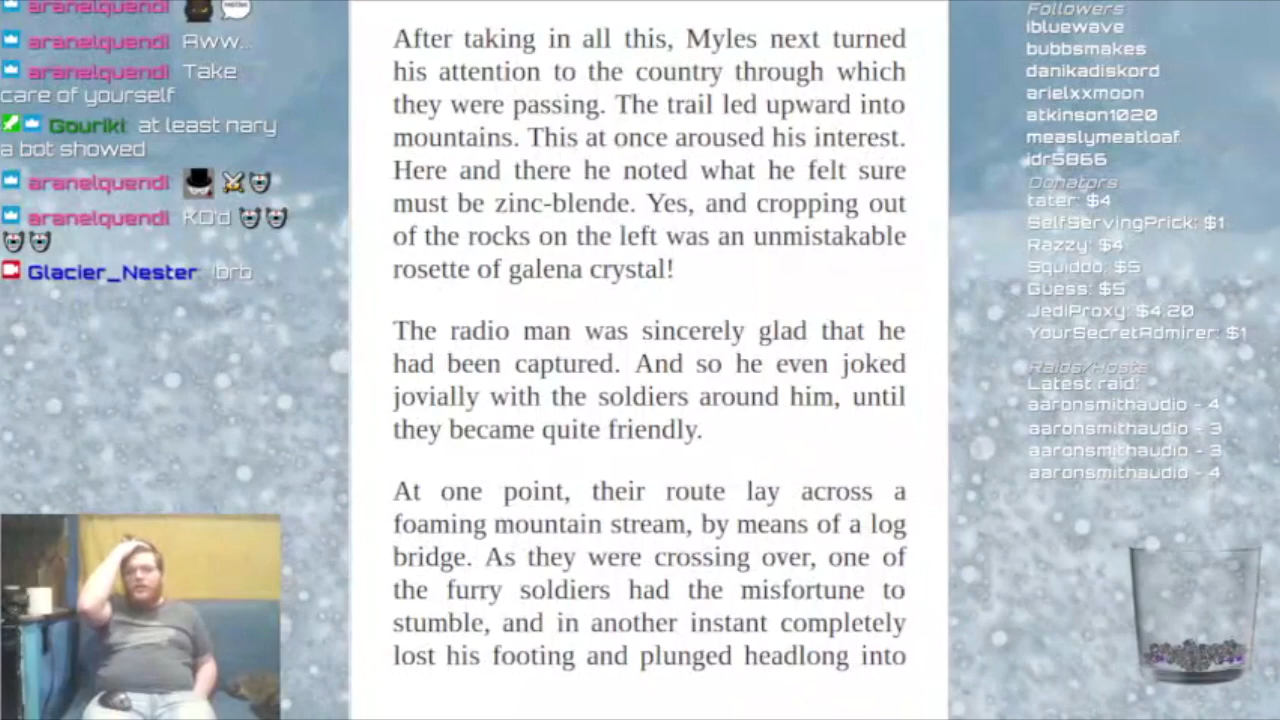 aranelquendi
aranelquendi Aww...
aranelquendi Take
care of yourself
Gouriki: at least nary
a bot showed
aranelquendi
aranelquendi KO'd
Glacier_Nester: !brb
After taking in all this, Myles next turned
his attention to the country through which
they were passing. The trail led upward into
mountains. This at once aroused his interest.
Here and there he noted what he felt sure
must be zinc-blende. Yes, and cropping out
of the rocks on the left was an unmistakable
rosette of galena crystal!
The radio man was sincerely glad that he
had been captured. And so he even joked
jovially with the soldiers around him, until
they became quite friendly.
At one point, their route lay across a
foaming mountain stream, by means of a log
bridge. As they were crossing over, one of
the furry soldiers had the misfortune to
stumble, and in another instant completely
lost his footing and plunged headlong into
Followers
ibluewave
bubbsmakes
danikadiskord
arielxxmoon
atkinson1020
measlymeatloaf
idr5866
Donators
tater: $4
SelfServingPrick: $1
Razzy: $4
Squidoo: $5
Guess: $5
JediProxy: $4.20
YourSecretAdmirer: $1
Raids/Hosts
Latest raid:
aaronsmithaudio - 4
aaronsmithaudio - 3
aaronsmithaudio - 3
aaronsmithaudio - 4